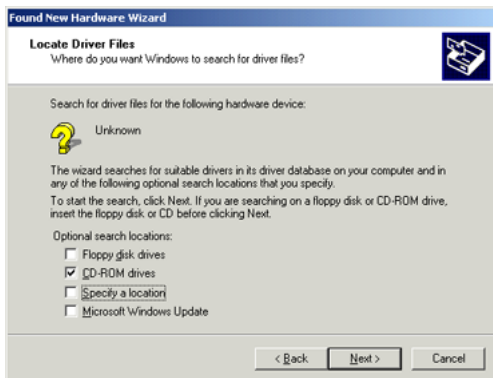 Found New Hardware Wizard
Locate Driver Files
Where do you want Windows to search for driver files?
Search for driver files for the following hardware device:
Unknown
The wizard searches for suitable drivers in its driver database on your computer and in
any of the following optional search locations that you specify.
To start the search, click Next. If you are searching on a floppy disk or CD-ROM drive,
insert the floppy disk or CD before clicking Next.
Optional search locations:
Floppy disk drives
CD-ROM drives
Specify a location
Microsoft Windows Update
< Back Next > Cancel